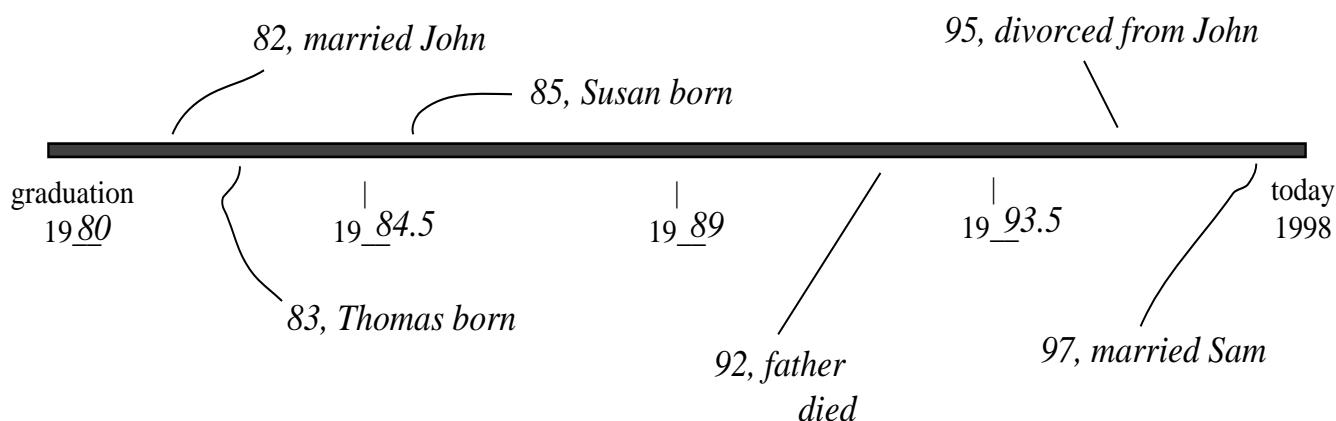 82, married John
95, divorced from John
85, Susan born
graduation
1980
1984.5
1989
1993.5
today
1998
83, Thomas born
92, father
died
97, married Sam